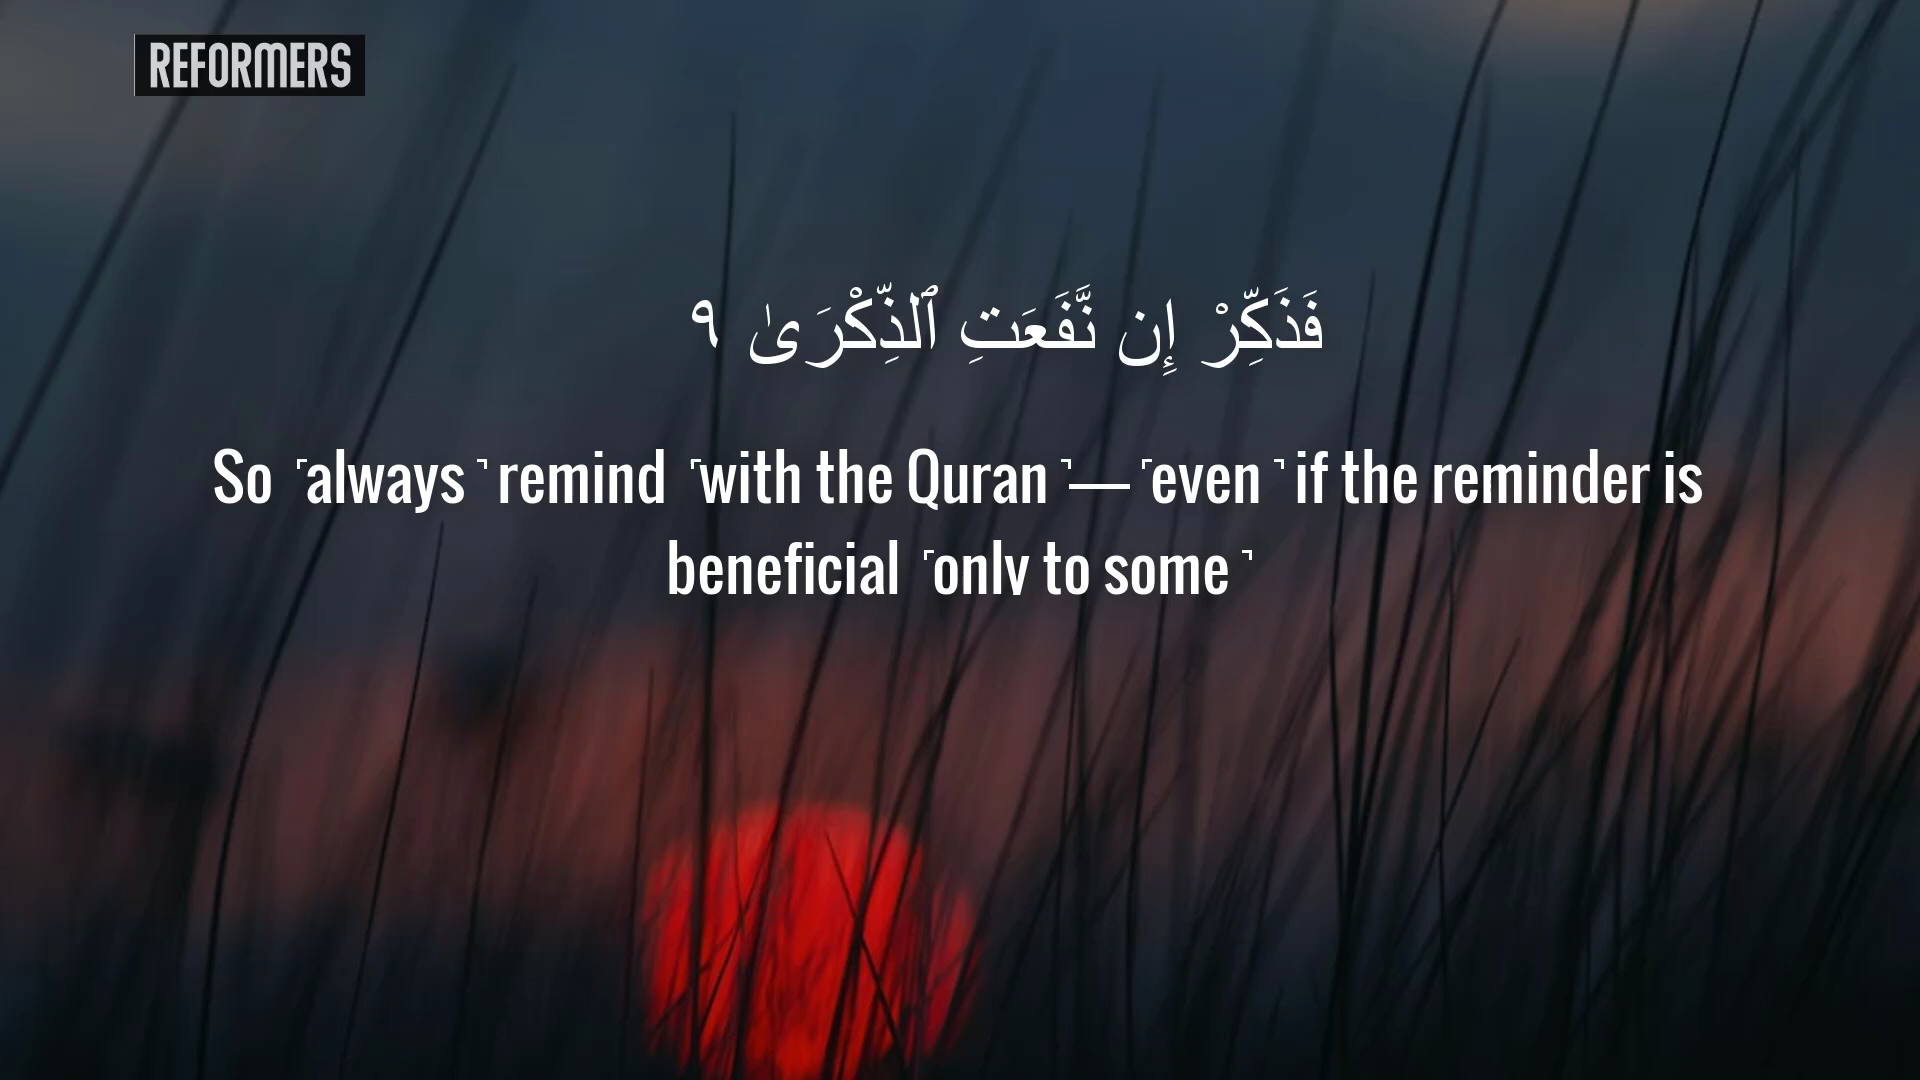 REFORMERS
فَذَكِّرْ إِن نَّفَعَتِ ٱلذِّكْرَىٰ ٩
So ⸢always⸣ remind ⸢with the Quran⸣— ⸢even⸣ if the reminder is
beneficial ⸢only to some⸣